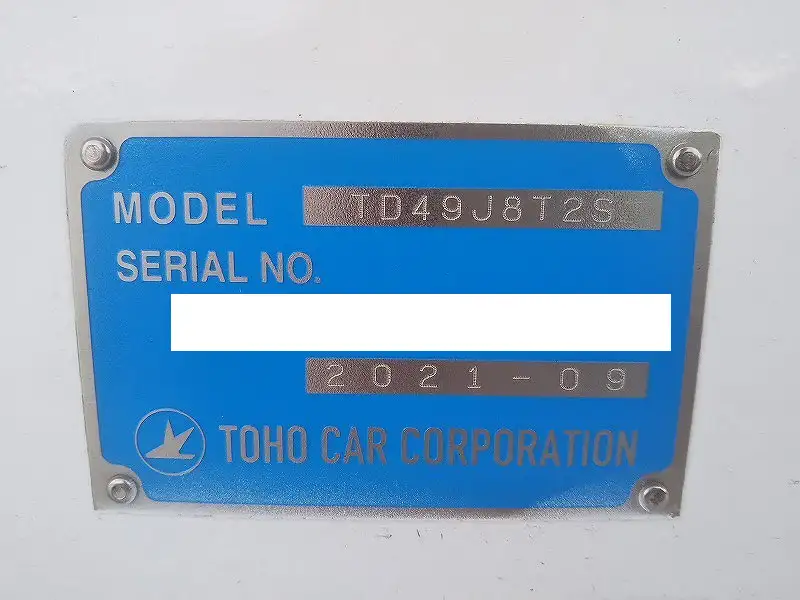 MODEL TD49J8T2S
SERIAL NO.
2021-09
TOHO CAR CORPORATION